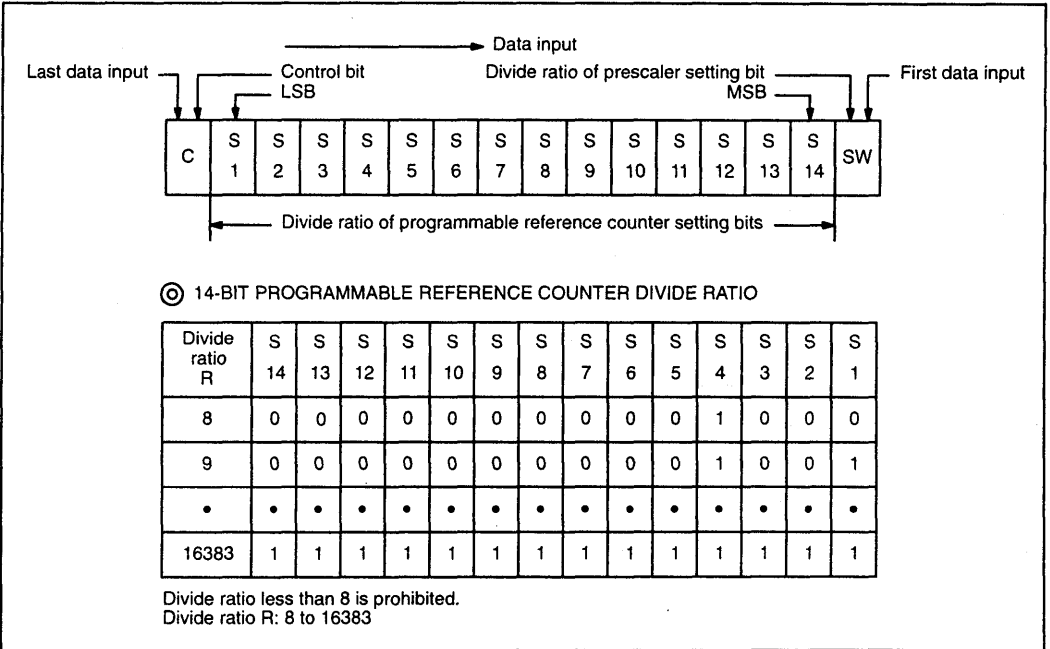 Data input
Last data input Control bit Divide ratio of prescaler setting bit First data input
LSB MSB
C S 1 S 2 S 3 S 4 S 5 S 6 S 7 S 8 S 9 S 10 S 11 S 12 S 13 S 14 SW
Divide ratio of programmable reference counter setting bits
14-BIT PROGRAMMABLE REFERENCE COUNTER DIVIDE RATIO
Divide ratio R S 14 S 13 S 12 S 11 S 10 S 9 S 8 S 7 S 6 S 5 S 4 S 3 S 2 S 1
8 0 0 0 0 0 0 0 0 0 0 1 0 0 0
9 0 0 0 0 0 0 0 0 0 0 1 0 0 1
• • • • • • • • • • • • • • •
16383 1 1 1 1 1 1 1 1 1 1 1 1 1 1
Divide ratio less than 8 is prohibited.
Divide ratio R: 8 to 16383